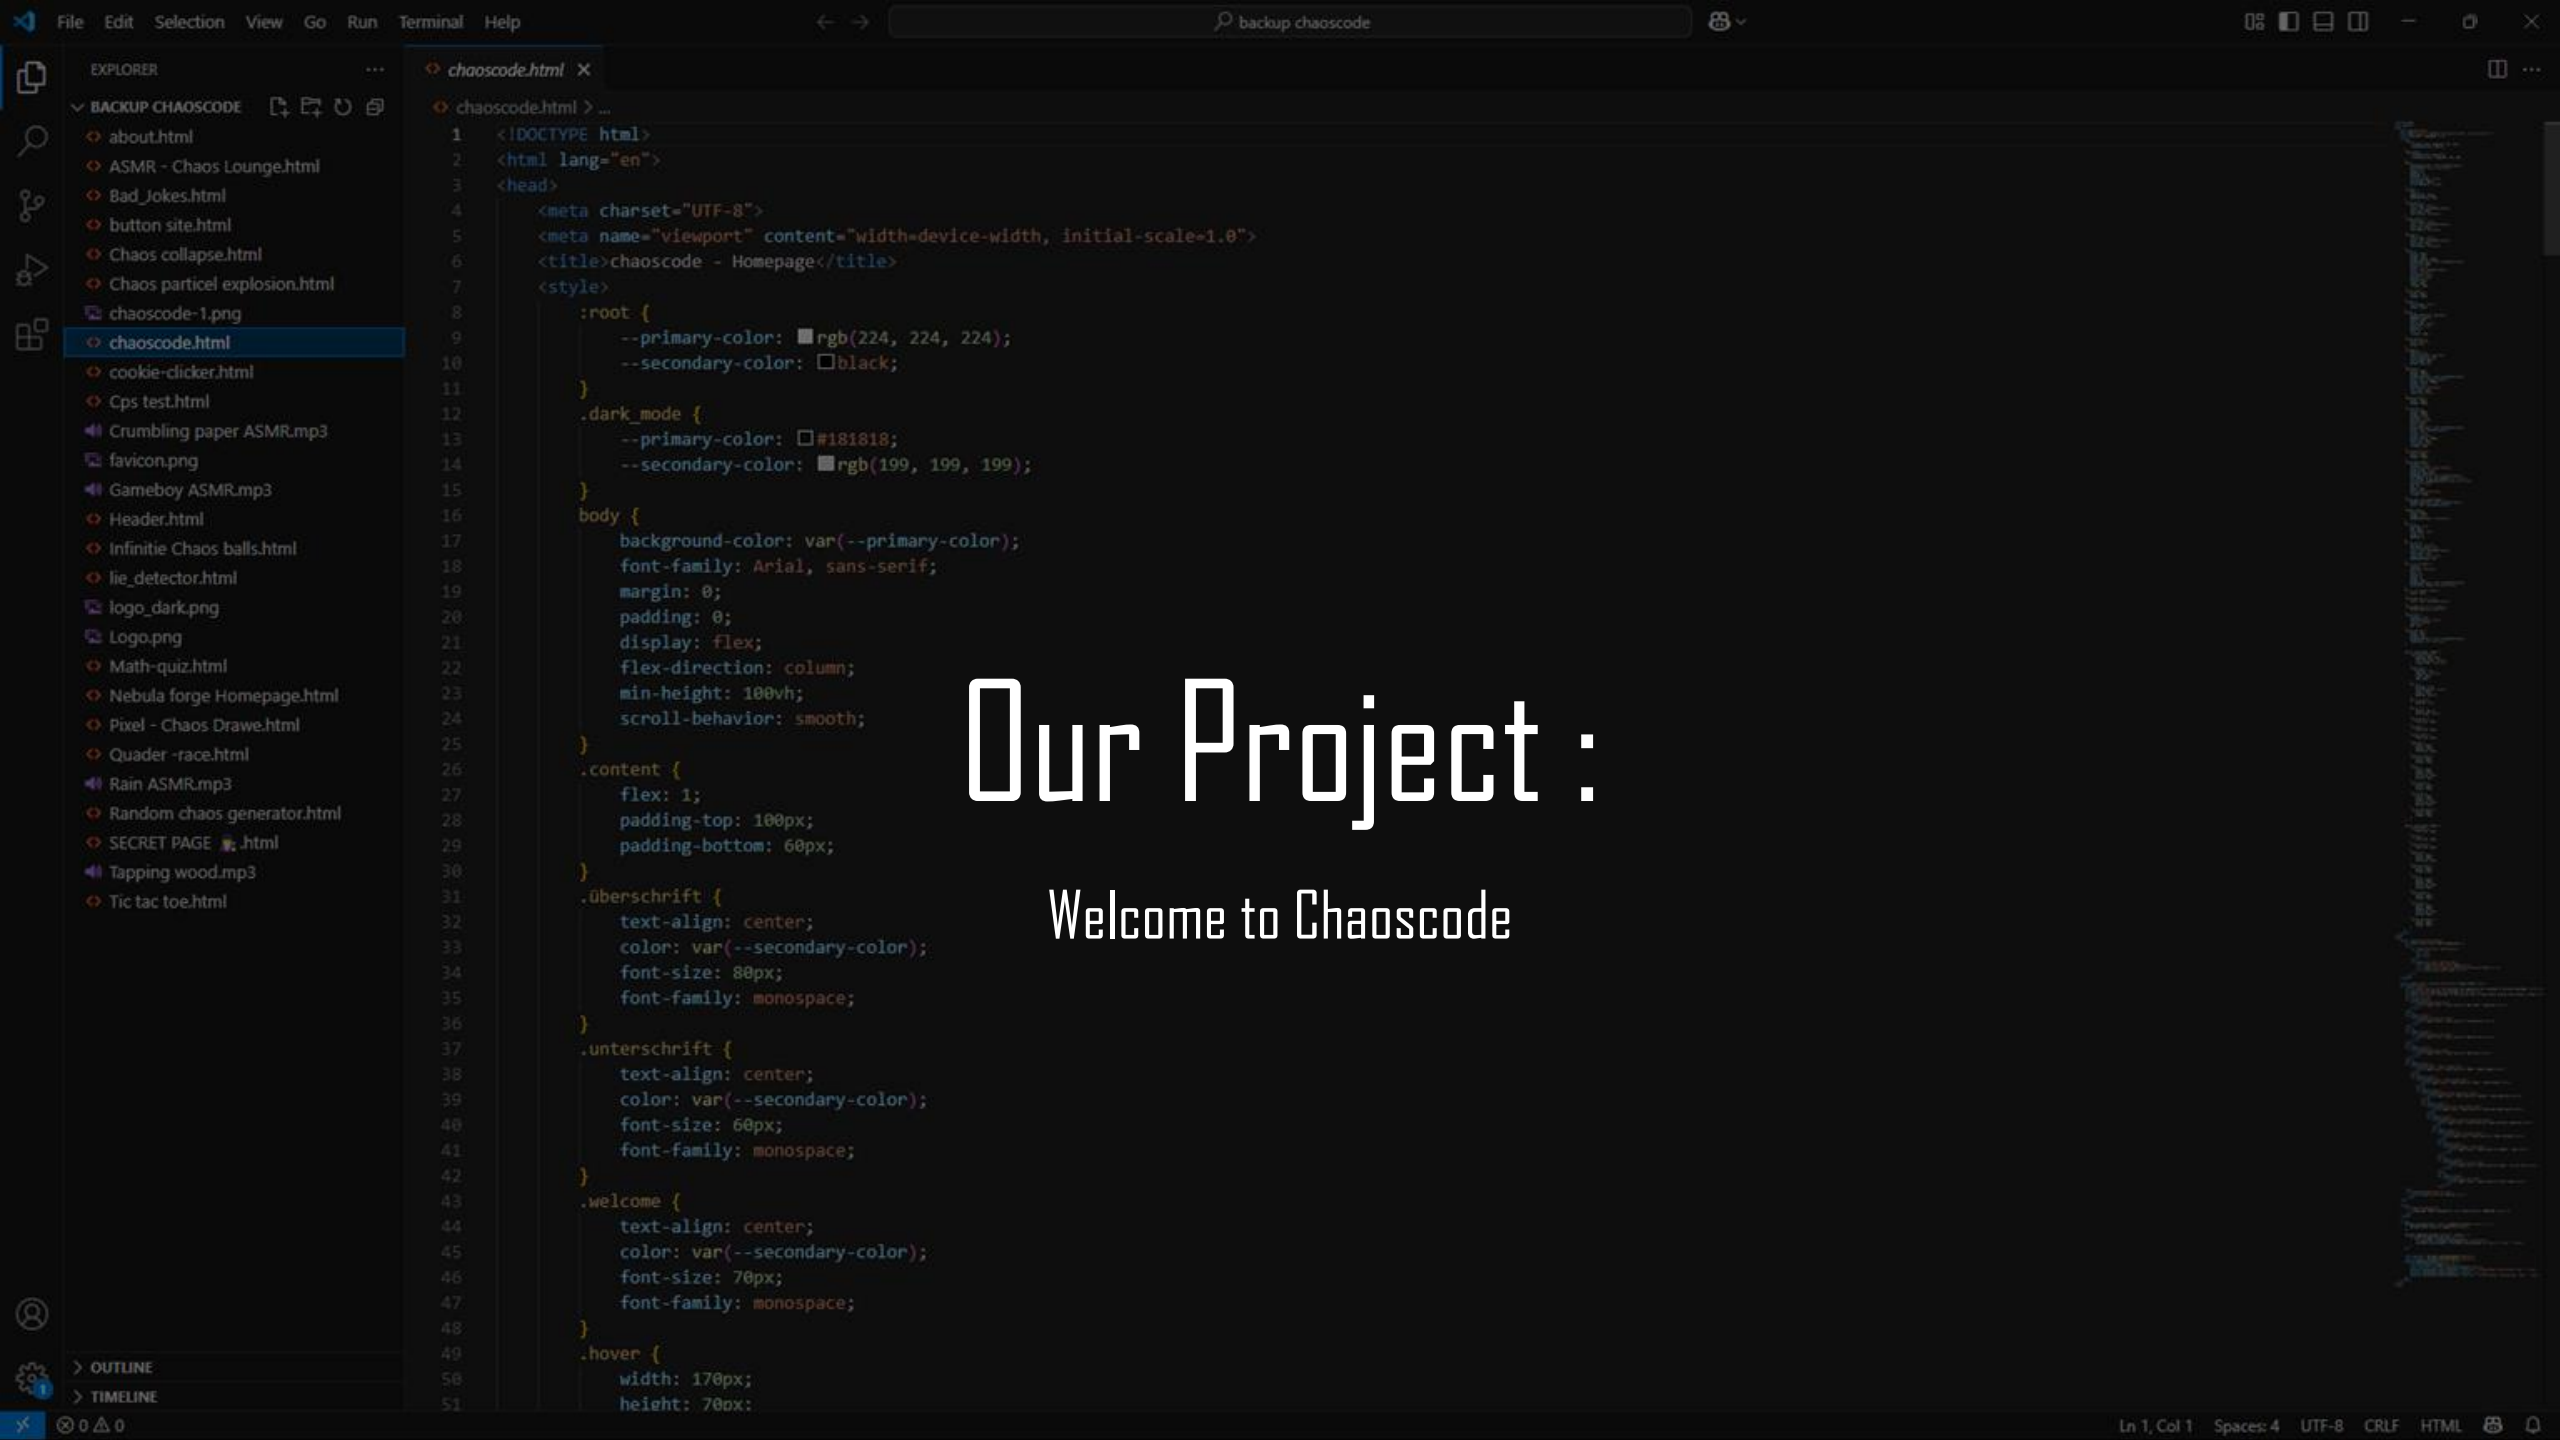 File Edit Selection View Go Run Terminal Help
backup chaoscode
EXPLORER
BACKUP CHAOSCODE
about.html
ASMR - Chaos Lounge.html
Bad_Jokes.html
button site.html
Chaos collapse.html
Chaos particel explosion.html
chaoscode-1.png
chaoscode.html
cookie-clicker.html
Cps test.html
Crumbling paper ASMR.mp3
favicon.png
Gameboy ASMR.mp3
Header.html
Infinitie Chaos balls.html
lie_detector.html
logo_dark.png
Logo.png
Math-quiz.html
Nebula forge Homepage.html
Pixel - Chaos Drawe.html
Quader -race.html
Rain ASMR.mp3
Random chaos generator.html
SECRET PAGE .html
Tapping wood.mp3
Tic tac toe.html
OUTLINE
TIMELINE
chaoscode.html
chaoscode.html > ...
1 <!DOCTYPE html>
2 <html lang="en">
3 <head>
4 <meta charset="UTF-8">
5 <meta name="viewport" content="width=device-width, initial-scale=1.0">
6 <title>chaoscode - Homepage</title>
7 <style>
8 :root {
9 --primary-color: rgb(224, 224, 224);
10 --secondary-color: black;
11 }
12 .dark_mode {
13 --primary-color: #181818;
14 --secondary-color: rgb(199, 199, 199);
15 }
16 body {
17 background-color: var(--primary-color);
18 font-family: Arial, sans-serif;
19 margin: 0;
20 padding: 0;
21 display: flex;
22 flex-direction: column;
23 min-height: 100vh;
24 scroll-behavior: smooth;
25 }
26 .content {
27 flex: 1;
28 padding-top: 100px;
29 padding-bottom: 60px;
30 }
31 .überschrift {
32 text-align: center;
33 color: var(--secondary-color);
34 font-size: 80px;
35 font-family: monospace;
36 }
37 .unterschrift {
38 text-align: center;
39 color: var(--secondary-color);
40 font-size: 60px;
41 font-family: monospace;
42 }
43 .welcome {
44 text-align: center;
45 color: var(--secondary-color);
46 font-size: 70px;
47 font-family: monospace;
48 }
49 .hover {
50 width: 170px;
51 height: 70px;
Our Project :
Welcome to Chaoscode
1
0 0
Ln 1, Col 1 Spaces: 4 UTF-8 CRLF HTML